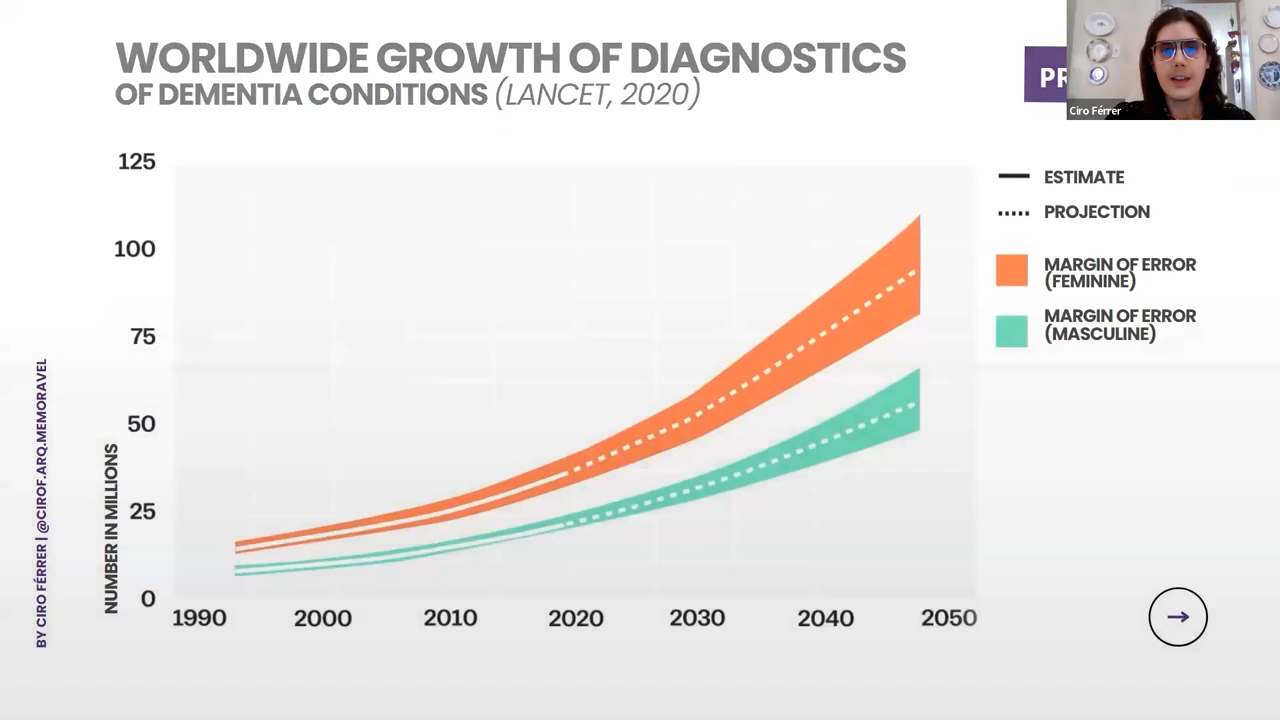 WORLDWIDE GROWTH OF DIAGNOSTICS
OF DEMENTIA CONDITIONS (LANCET, 2020)
PR
Ciro Férrer
125
100
75
50
25
0
NUMBER IN MILLIONS
1990 2000 2010 2020 2030 2040 2050
ESTIMATE
PROJECTION
MARGIN OF ERROR
(FEMININE)
MARGIN OF ERROR
(MASCULINE)
BY CIRO FÉRRER | @CIROF.ARQ.MEMORAVEL